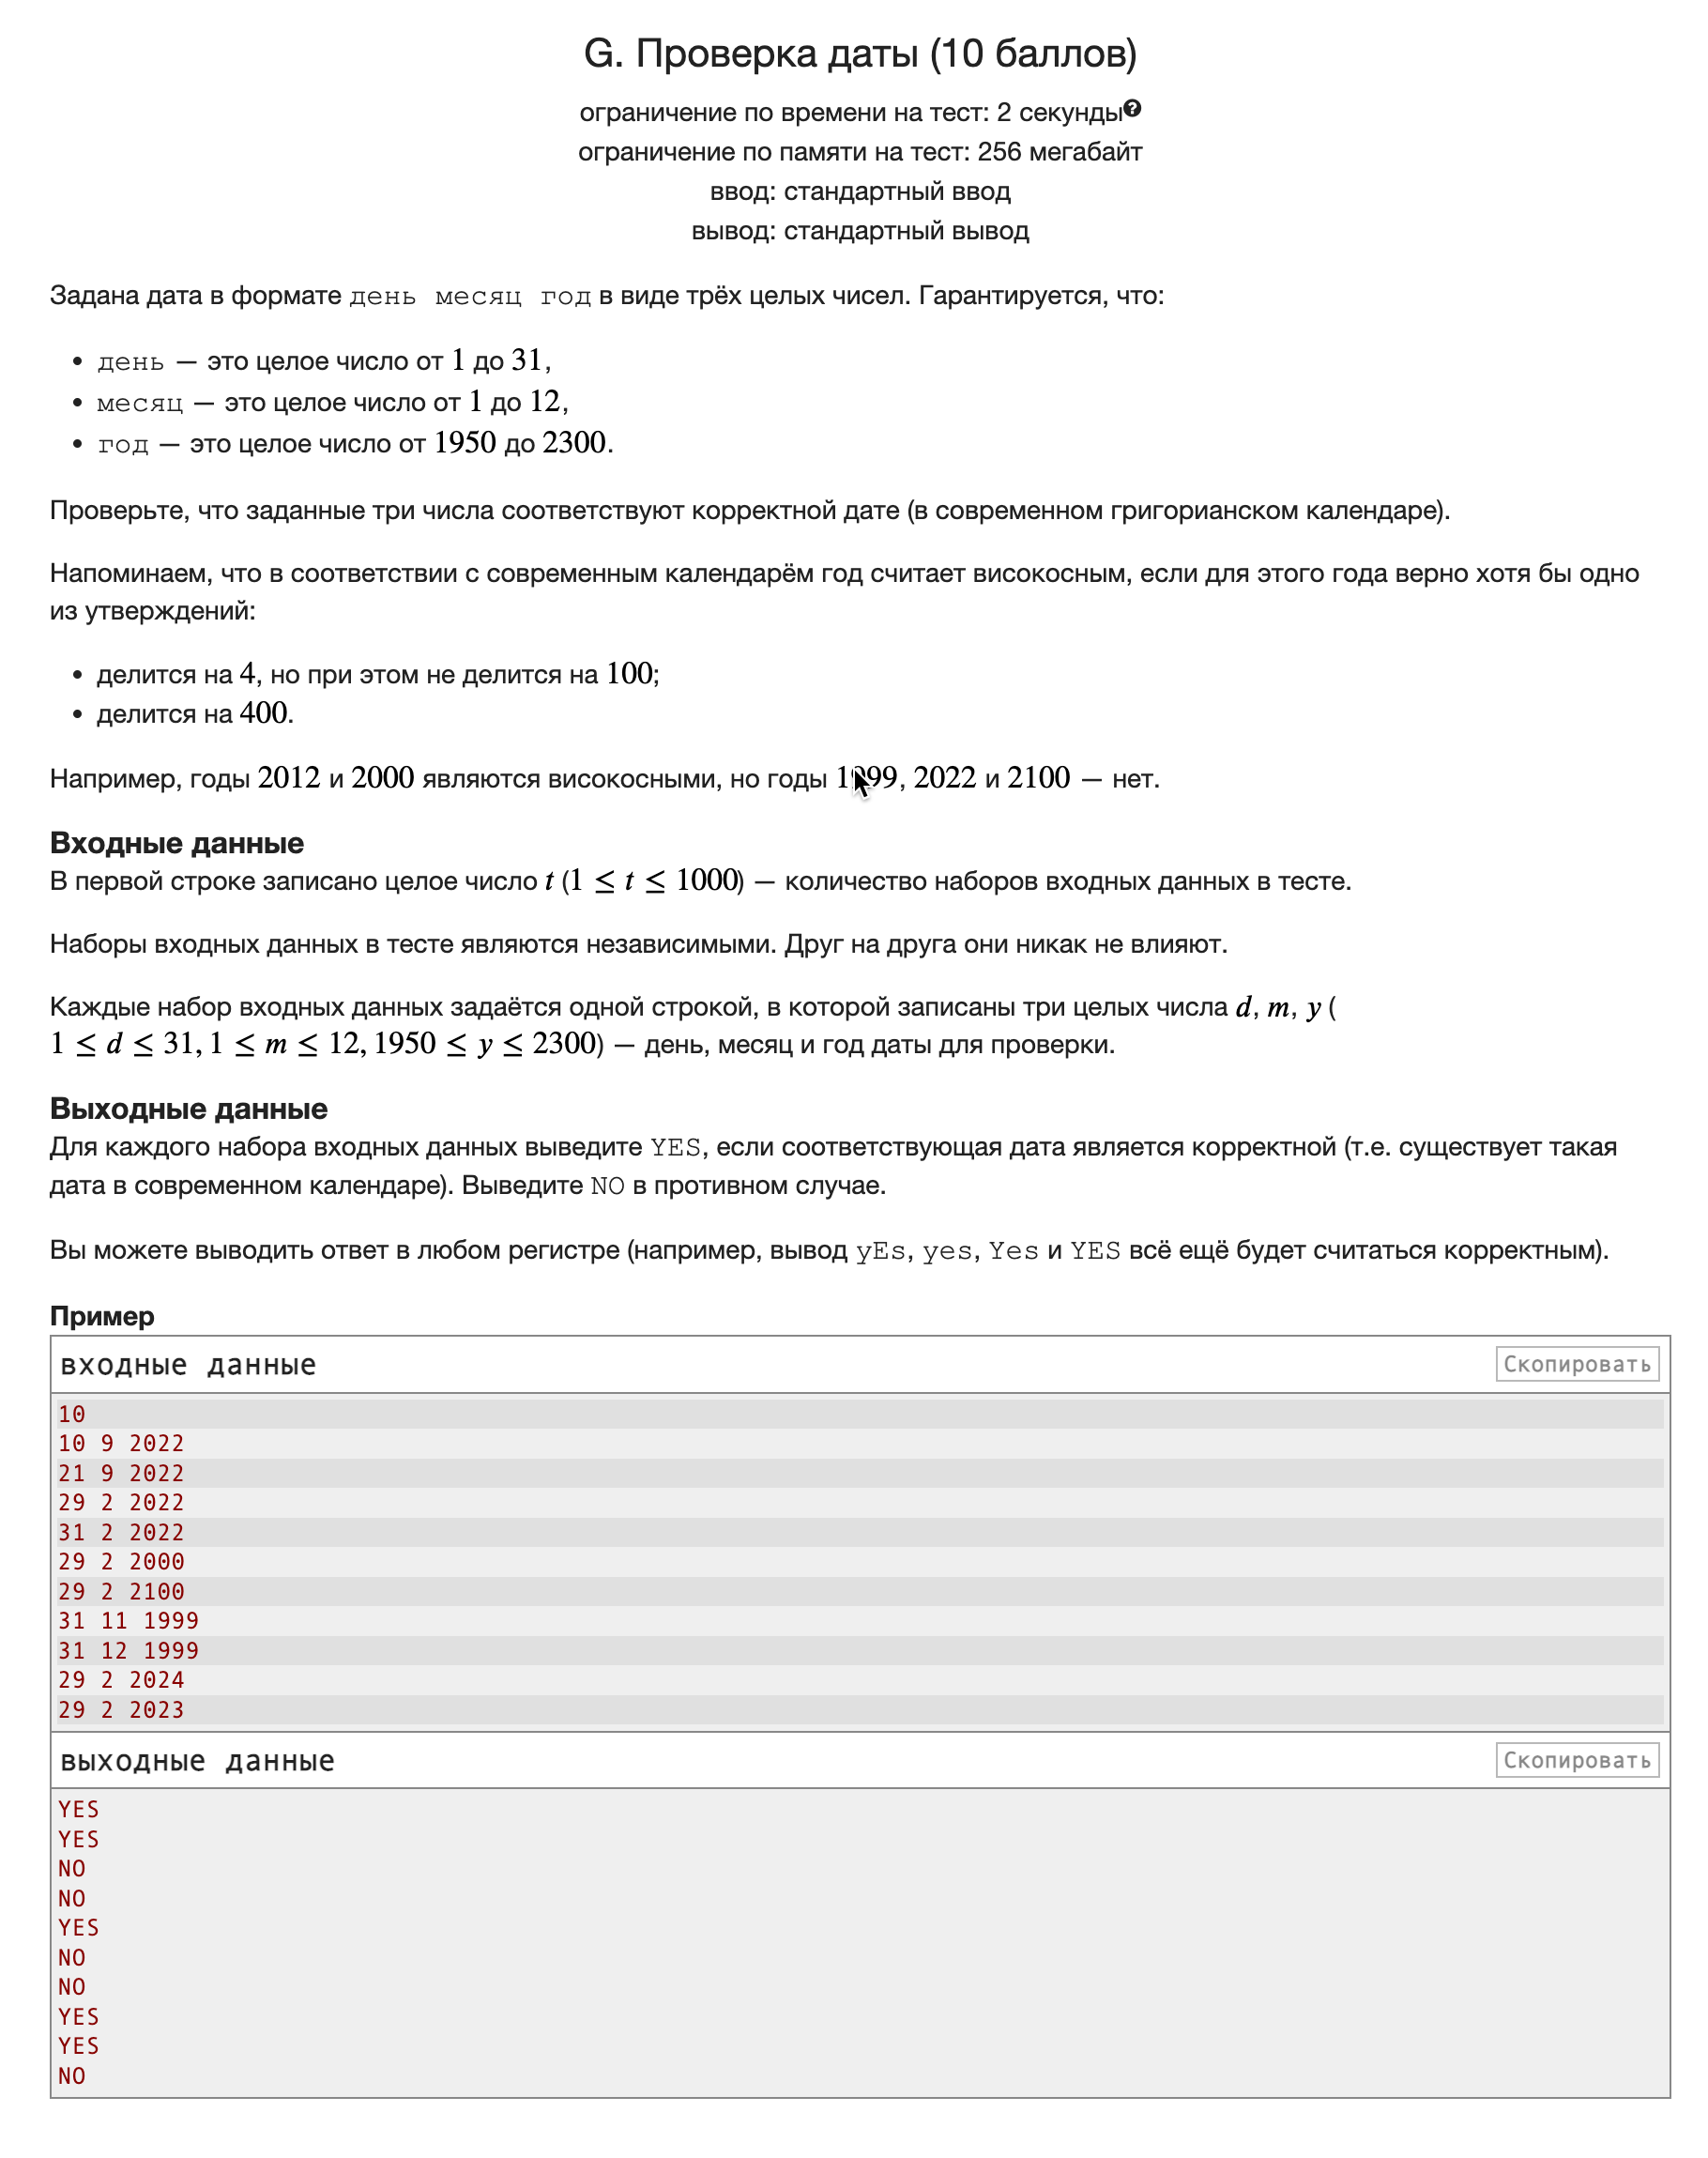 G. Проверка даты (10 баллов)
ограничение по времени на тест: 2 секунды?
ограничение по памяти на тест: 256 мегабайт
ввод: стандартный ввод
вывод: стандартный вывод
Задана дата в формате день месяц год в виде трёх целых чисел. Гарантируется, что:
• день — это целое число от 1 до 31,
• месяц — это целое число от 1 до 12,
• год — это целое число от 1950 до 2300.
Проверьте, что заданные три числа соответствуют корректной дате (в современном григорианском календаре).
Напоминаем, что в соответствии с современным календарём год считает високосным, если для этого года верно хотя бы одно
из утверждений:
• делится на 4, но при этом не делится на 100;
• делится на 400.
Например, годы 2012 и 2000 являются високосными, но годы 1999, 2022 и 2100 — нет.
Входные данные
В первой строке записано целое число t (1 ≤ t ≤ 1000) — количество наборов входных данных в тесте.
Наборы входных данных в тесте являются независимыми. Друг на друга они никак не влияют.
Каждые набор входных данных задаётся одной строкой, в которой записаны три целых числа d, m, y (
1 ≤ d ≤ 31, 1 ≤ m ≤ 12, 1950 ≤ y ≤ 2300) — день, месяц и год даты для проверки.
Выходные данные
Для каждого набора входных данных выведите YES, если соответствующая дата является корректной (т.е. существует такая
дата в современном календаре). Выведите NO в противном случае.
Вы можете выводить ответ в любом регистре (например, вывод yEs, yes, Yes и YES всё ещё будет считаться корректным).
Пример
входные данные Скопировать
10
10 9 2022
21 9 2022
29 2 2022
31 2 2022
29 2 2000
29 2 2100
31 11 1999
31 12 1999
29 2 2024
29 2 2023
выходные данные Скопировать
YES
YES
NO
NO
YES
NO
NO
YES
YES
NO